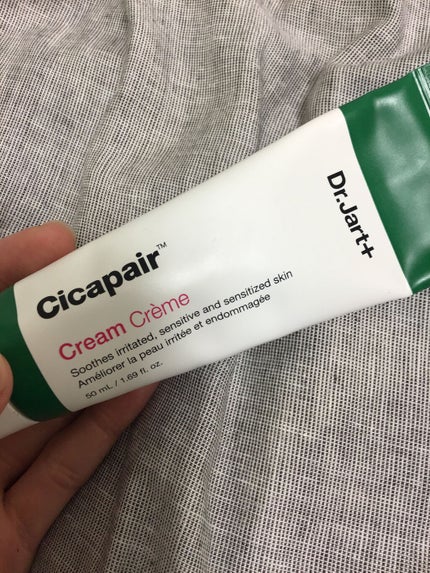 Dr.Jart+
Cicapair™
Cream Crème
Soothes irritated, sensitive and sensitized skin
Améliorer la peau irritée et endommagée
50 mL / 1.69 fl. oz.